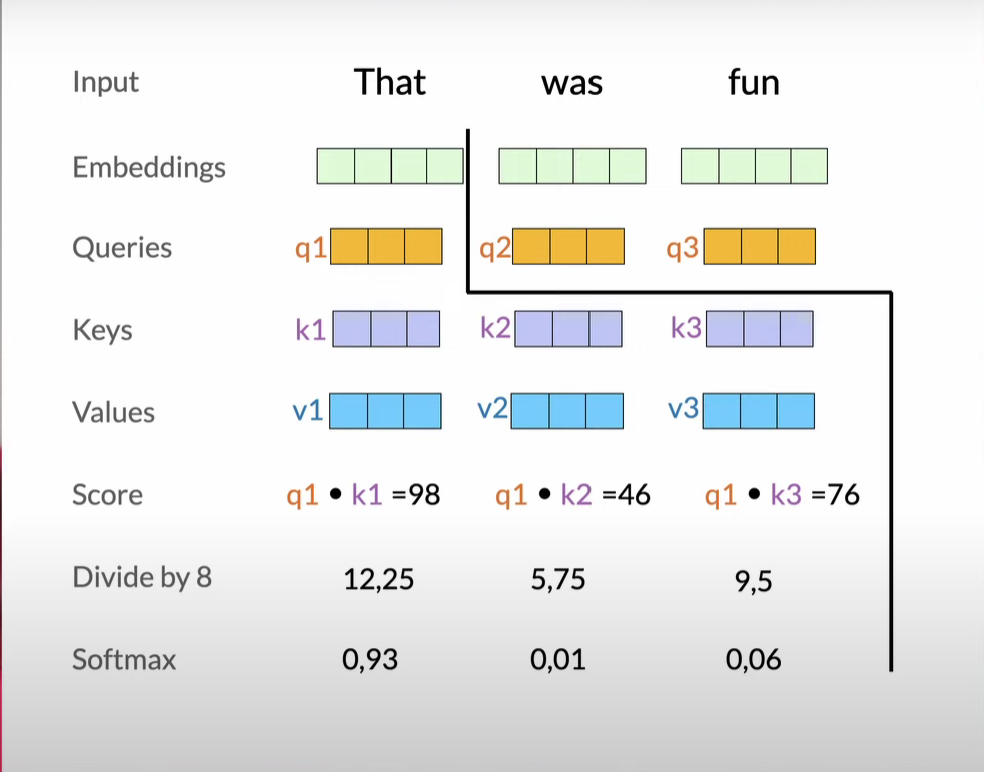 Input That was fun
Embeddings
Queries q1 q2 q3
Keys k1 k2 k3
Values v1 v2 v3
Score q1 • k1 =98 q1 • k2 =46 q1 • k3 =76
Divide by 8 12,25 5,75 9,5
Softmax 0,93 0,01 0,06